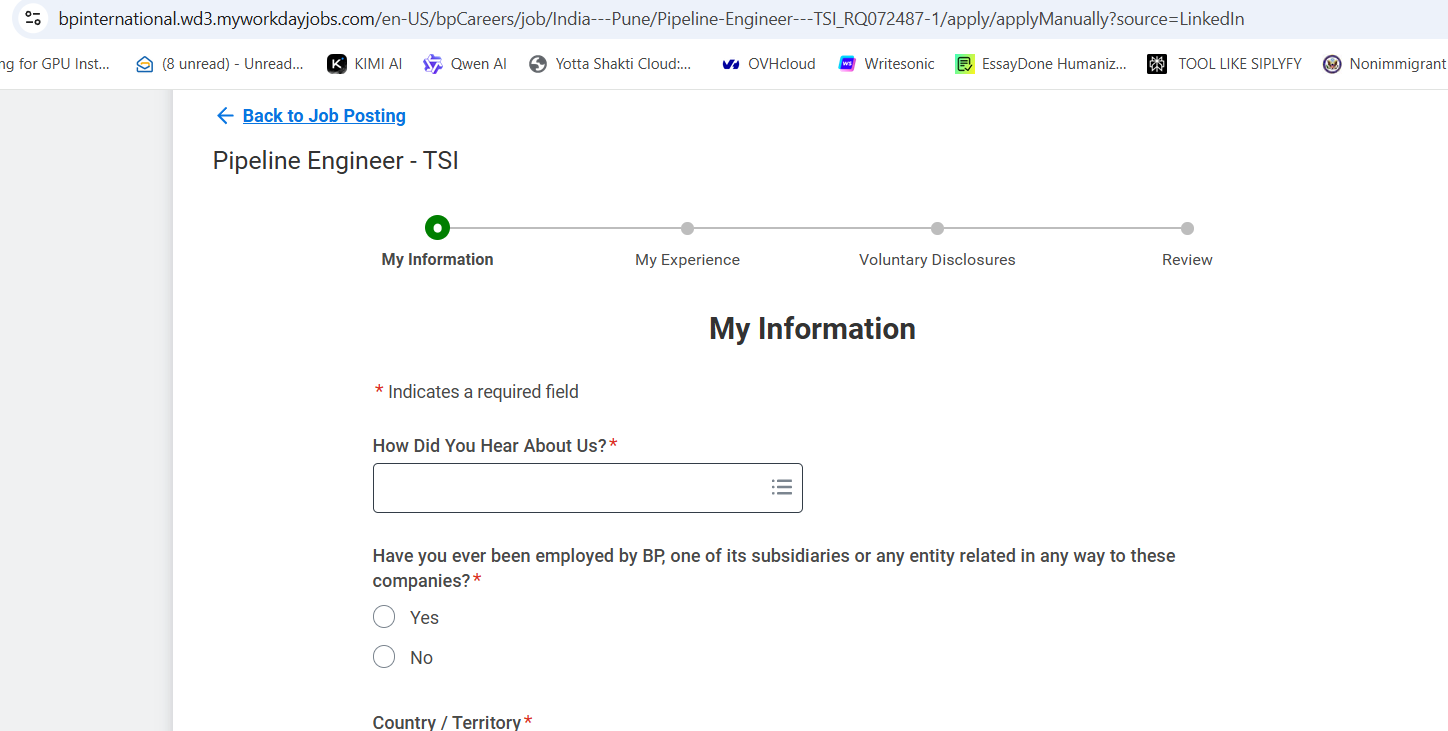 bpinternational.wd3.myworkdayjobs.com/en-US/bpCareers/job/India---Pune/Pipeline-Engineer---TSI_RQ072487-1/apply/applyManually?source=LinkedIn
ng for GPU Inst... (8 unread) - Unread... KIMI AI Qwen AI Yotta Shakti Cloud:... OVHcloud Writesonic EssayDone Humaniz... TOOL LIKE SIPLYFY Nonimmigrant
Back to Job Posting
Pipeline Engineer - TSI
My Information My Experience Voluntary Disclosures Review
My Information
* Indicates a required field
How Did You Hear About Us?*
Have you ever been employed by BP, one of its subsidiaries or any entity related in any way to these
companies?*
Yes
No
Country / Territory*